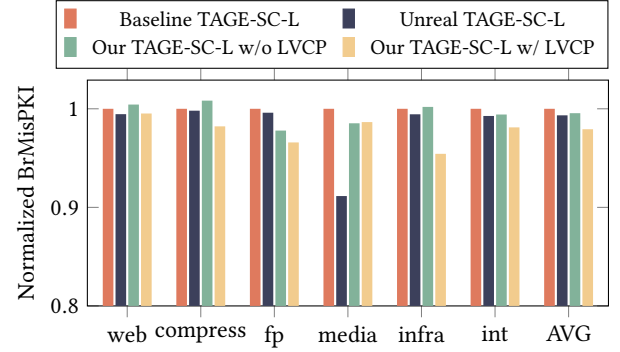 Baseline TAGE-SC-L Unreal TAGE-SC-L
Our TAGE-SC-L w/o LVCP Our TAGE-SC-L w/ LVCP
Normalized BrMisPKI
1
0.9
0.8
web compress fp media infra int AVG